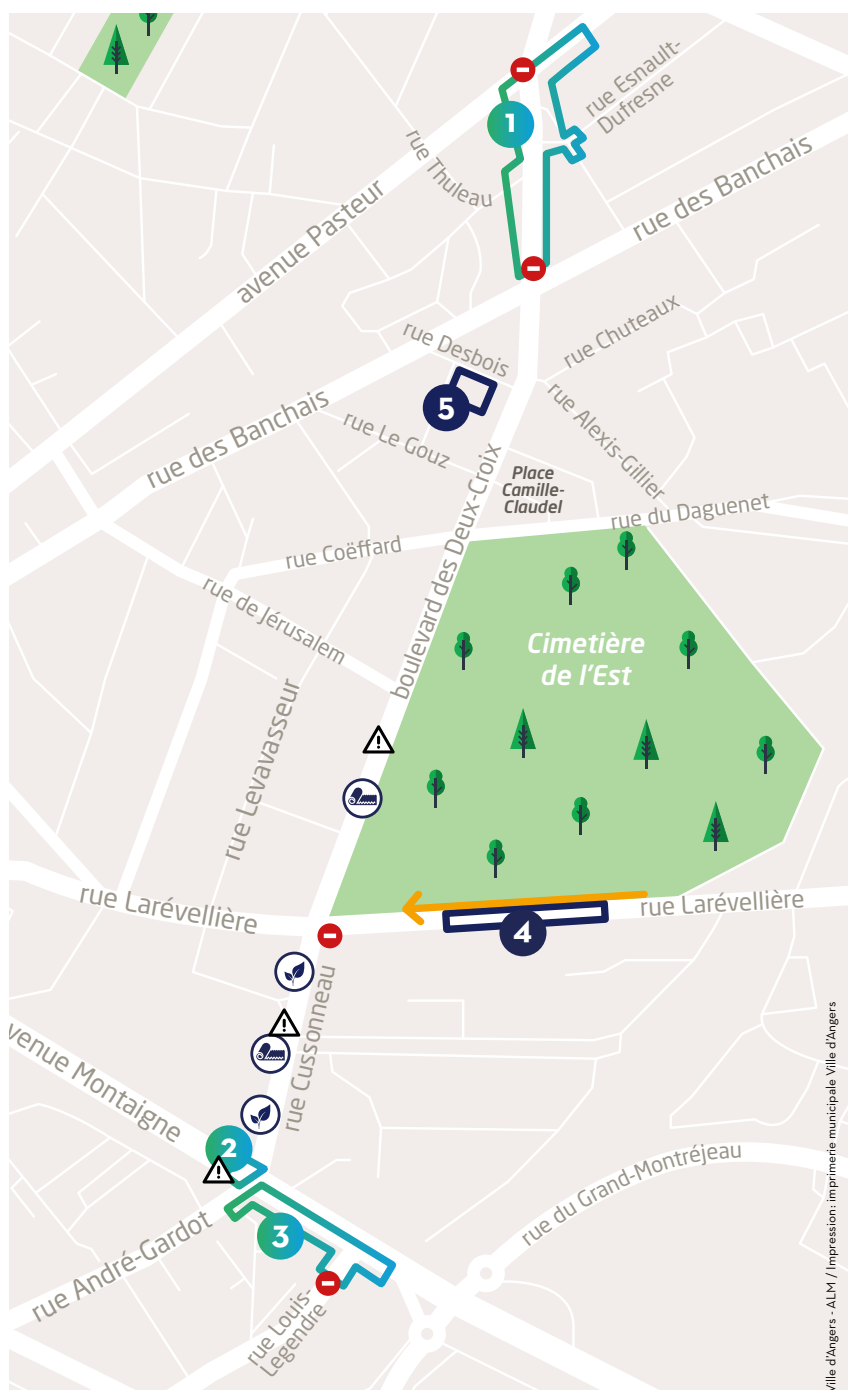 1
rue Esnault-
Dufresne
rue Thuleau
avenue Pasteur
rue des Banchais
rue Desbois
rue Chuteaux
5
rue des Banchais
rue Le Gouz
rue Alexis-Gillier
Place
Camille-
Claudel
rue du Daguenet
rue Coëffard
boulevard des Deux-Croix
rue de Jérusalem
Cimetière
de l'Est
rue Levavasseur
!
rue Larévellière
rue Larévellière
4
rue Cussonneau
!
venue Montaigne
2
!
3
rue André-Gardot
rue du Grand-Montréjeau
rue Louis-
Legendre
Ville d'Angers - ALM / Impression: imprimerie municipale Ville d'Angers